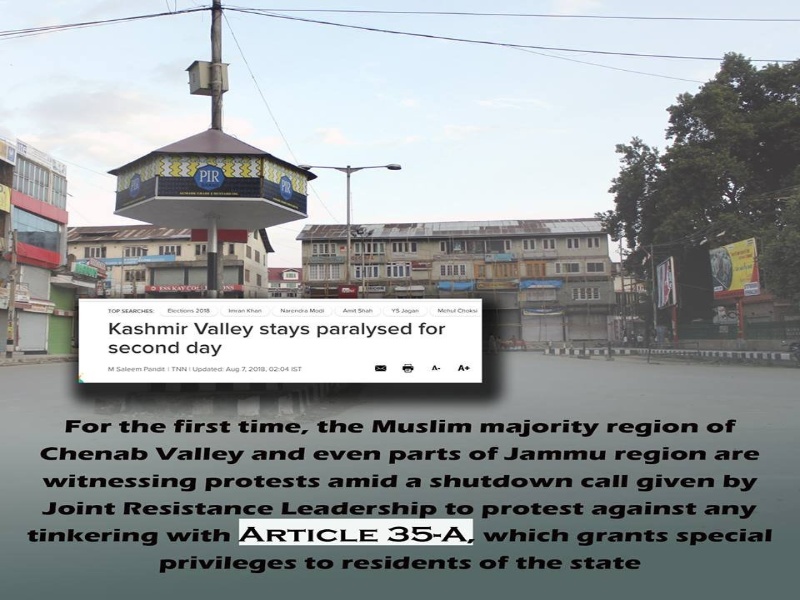 PIR
ESS KAY COLLECTION
TOP SEARCHES: Elections 2018 Imran Khan Narendra Modi Amit Shah YS Jagan Mehul Choksi
Kashmir Valley stays paralysed for
second day
M Saleem Pandit | TNN | Updated: Aug 7, 2018, 02:04 IST
A- A+
For the first time, the Muslim majority region of
Chenab Valley and even parts of Jammu region are
witnessing protests amid a shutdown call given by
Joint Resistance Leadership to protest against any
tinkering with ARTICLE 35-A, which grants special
privileges to residents of the state